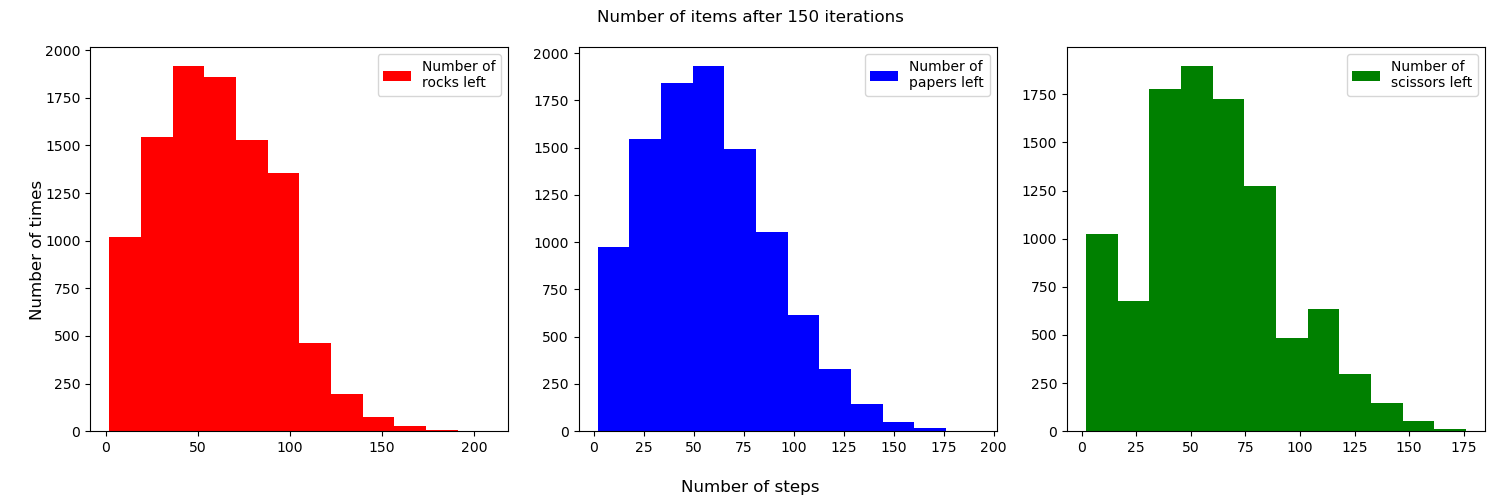 Number of items after 150 iterations
Number of times
2000
1750
1500
1250
1000
750
500
250
0
0 50 100 150 200
Number of
rocks left
2000
1750
1500
1250
1000
750
500
250
0
0 25 50 75 100 125 150 175 200
Number of
papers left
1750
1500
1250
1000
750
500
250
0
0 25 50 75 100 125 150 175
Number of
scissors left
Number of steps